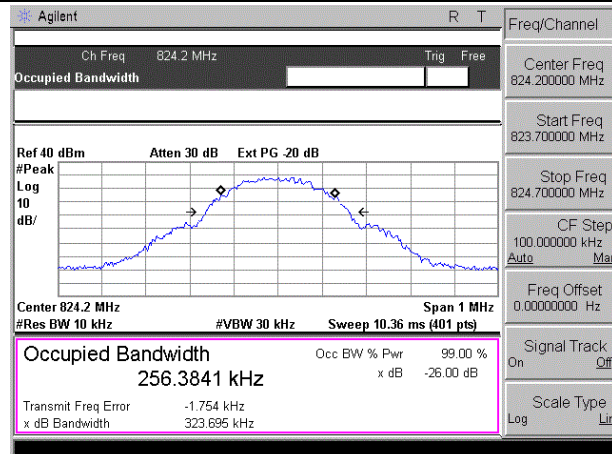 Agilent R T
Freq/Channel
Ch Freq 824.2 MHz Trig Free
Occupied Bandwidth
Center Freq
824.200000 MHz
Start Freq
823.700000 MHz
Stop Freq
824.700000 MHz
CF Step
100.000000 kHz
Auto Man
Freq Offset
0.00000000 Hz
Signal Track
On Off
Scale Type
Log Lin
Ref 40 dBm Atten 30 dB Ext PG -20 dB
#Peak
Log
10
dB/
Center 824.2 MHz Span 1 MHz
#Res BW 10 kHz #VBW 30 kHz Sweep 10.36 ms (401 pts)
Occupied Bandwidth Occ BW % Pwr 99.00 %
256.3841 kHz x dB -26.00 dB
Transmit Freq Error -1.754 kHz
x dB Bandwidth 323.695 kHz